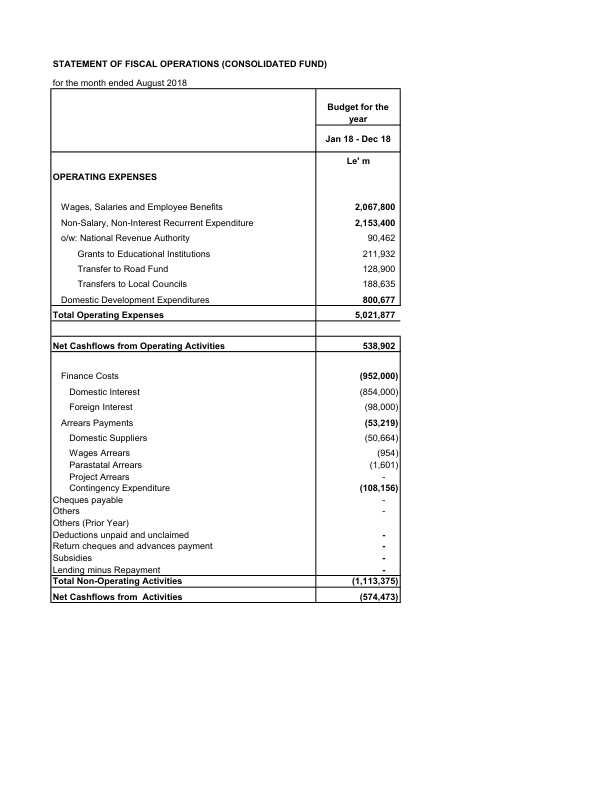 STATEMENT OF FISCAL OPERATIONS (CONSOLIDATED FUND)
for the month ended August 2018
Budget for the
year
Jan 18 - Dec 18
Le' m
OPERATING EXPENSES
Wages, Salaries and Employee Benefits 2,067,800
Non-Salary, Non-Interest Recurrent Expenditure 2,153,400
o/w: National Revenue Authority 90,462
Grants to Educational Institutions 211,932
Transfer to Road Fund 128,900
Transfers to Local Councils 188,635
Domestic Development Expenditures 800,677
Total Operating Expenses 5,021,877
Net Cashflows from Operating Activities 538,902
Finance Costs (952,000)
Domestic Interest (854,000)
Foreign Interest (98,000)
Arrears Payments (53,219)
Domestic Suppliers (50,664)
Wages Arrears (954)
Parastatal Arrears (1,601)
Project Arrears -
Contingency Expenditure (108,156)
Cheques payable -
Others -
Others (Prior Year)
Deductions unpaid and unclaimed -
Return cheques and advances payment -
Subsidies -
Lending minus Repayment -
Total Non-Operating Activities (1,113,375)
Net Cashflows from  Activities (574,473)